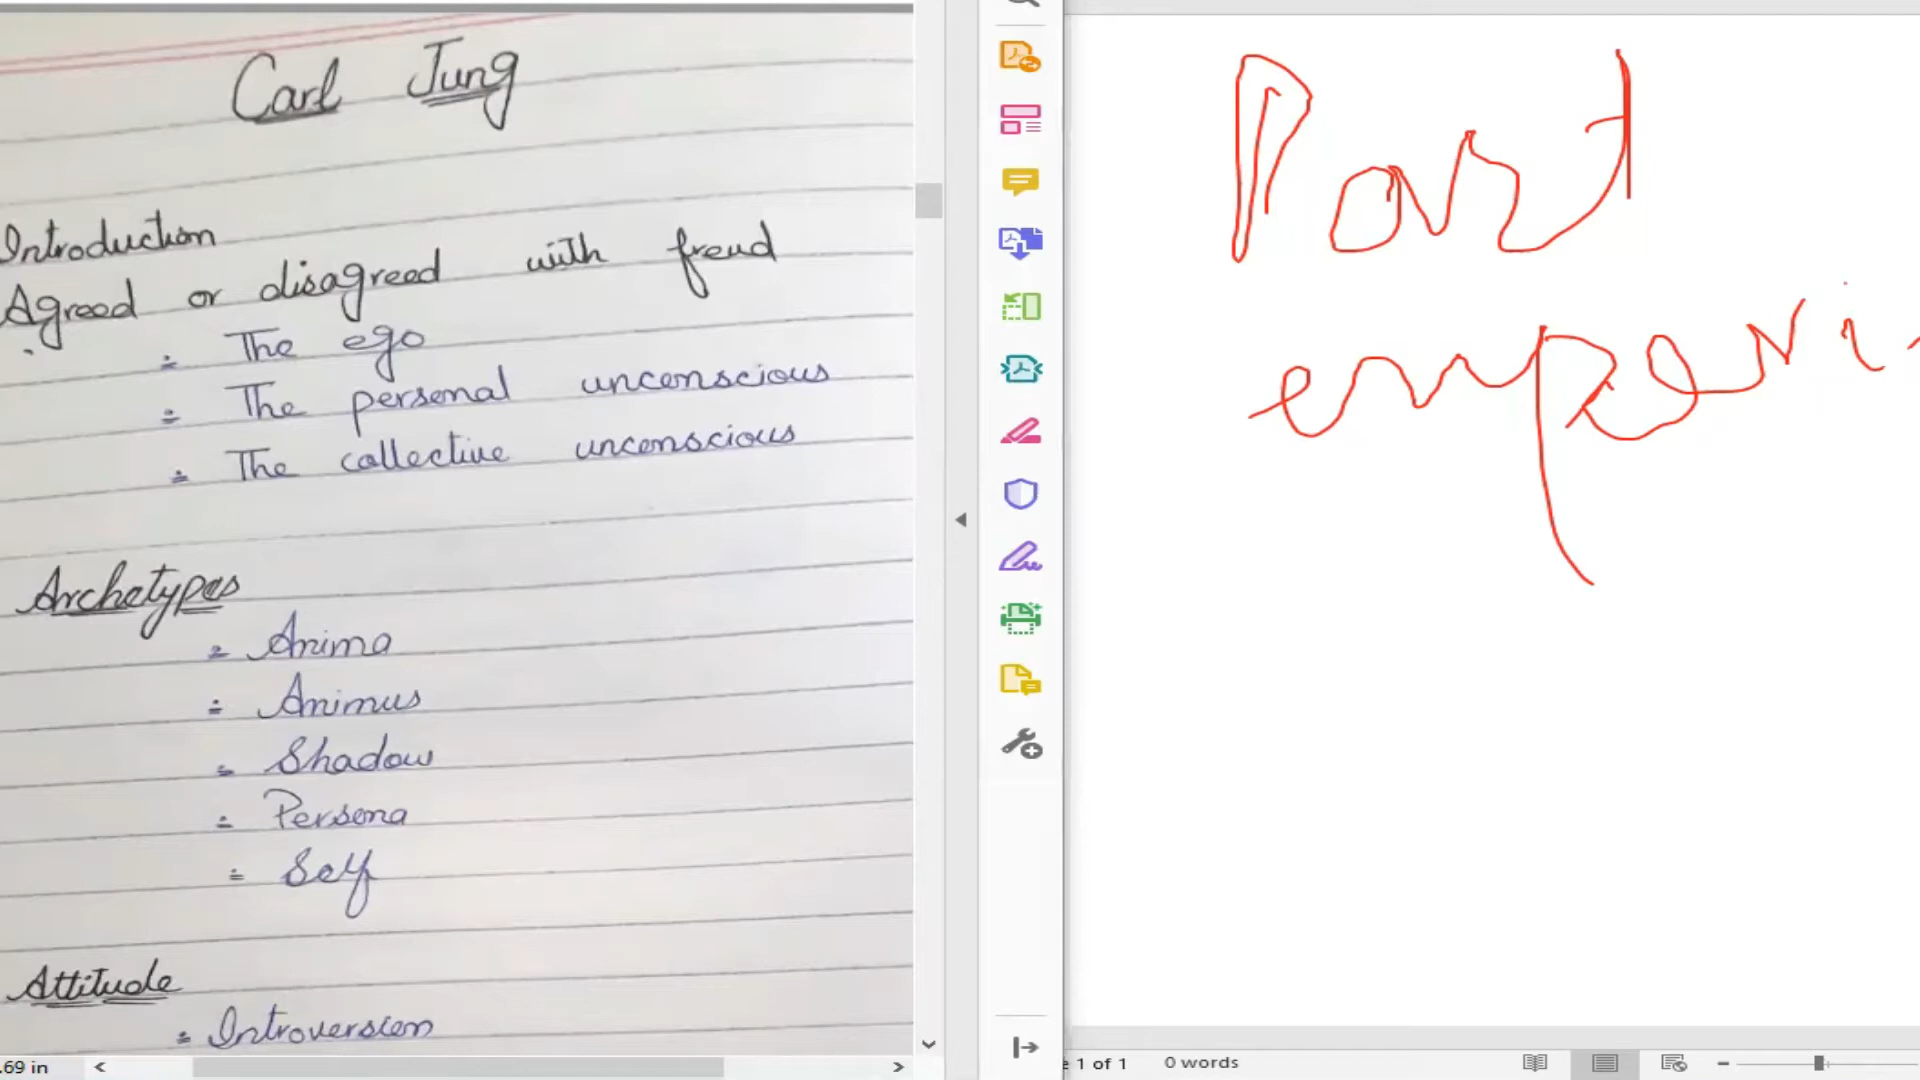 Carl Jung
Introduction
Agreed or disagreed with freud
The ego
The personal unconscious
The collective unconscious
Archetypes
= Anima
= Animus
= Shadow
= Persona
= Self
Attitude
= Introversion
.69 in
Part
experi
1 of 1 0 words